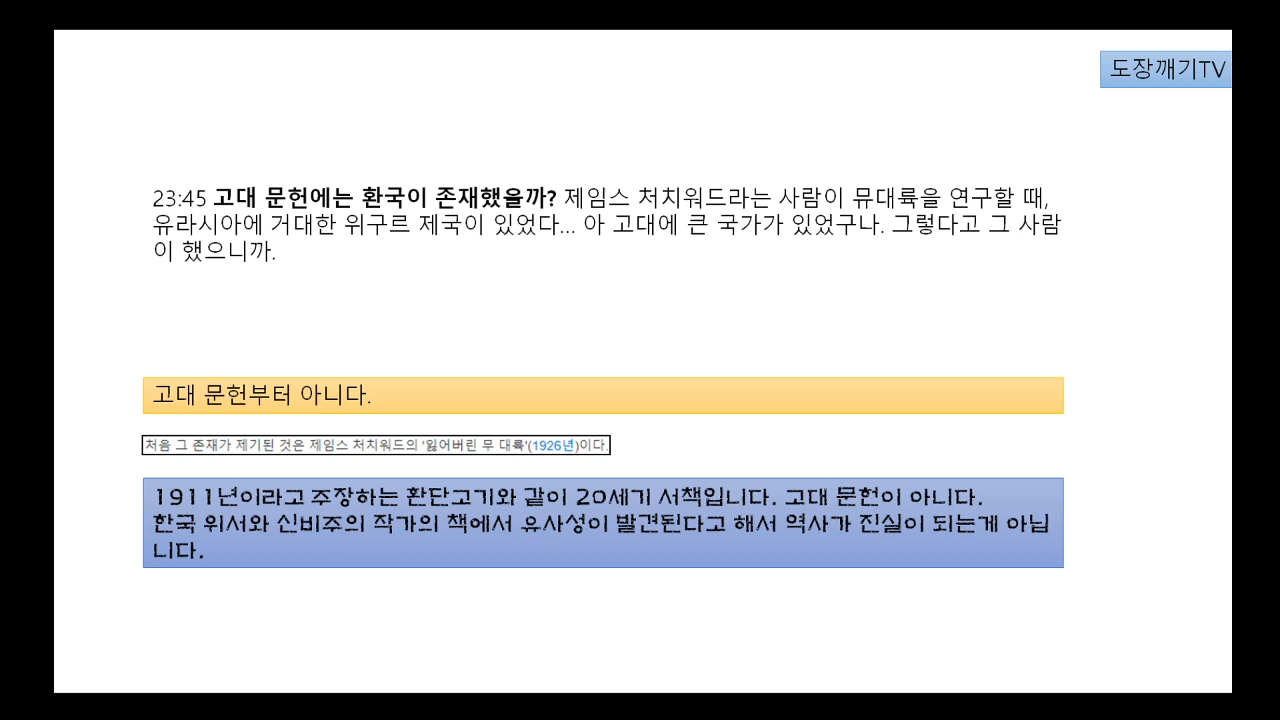 도장깨기TV
23:45 고대 문헌에는 환국이 존재했을까? 제임스 처치워드라는 사람이 뮤대륙을 연구할 때,
유라시아에 거대한 위구르 제국이 있었다... 아 고대에 큰 국가가 있었구나. 그렇다고 그 사람
이 했으니까.
고대 문헌부터 아니다.
처음 그 존재가 제기된 것은 제임스 처치워드의 '잃어버린 무 대륙'(1926년)이다.
1911년이라고 주장하는 환단고기와 같이 20세기 서책입니다. 고대 문헌이 아니다.
한국 위서와 신비주의 작가의 책에서 유사성이 발견된다고 해서 역사가 진실이 되는게 아닙
니다.